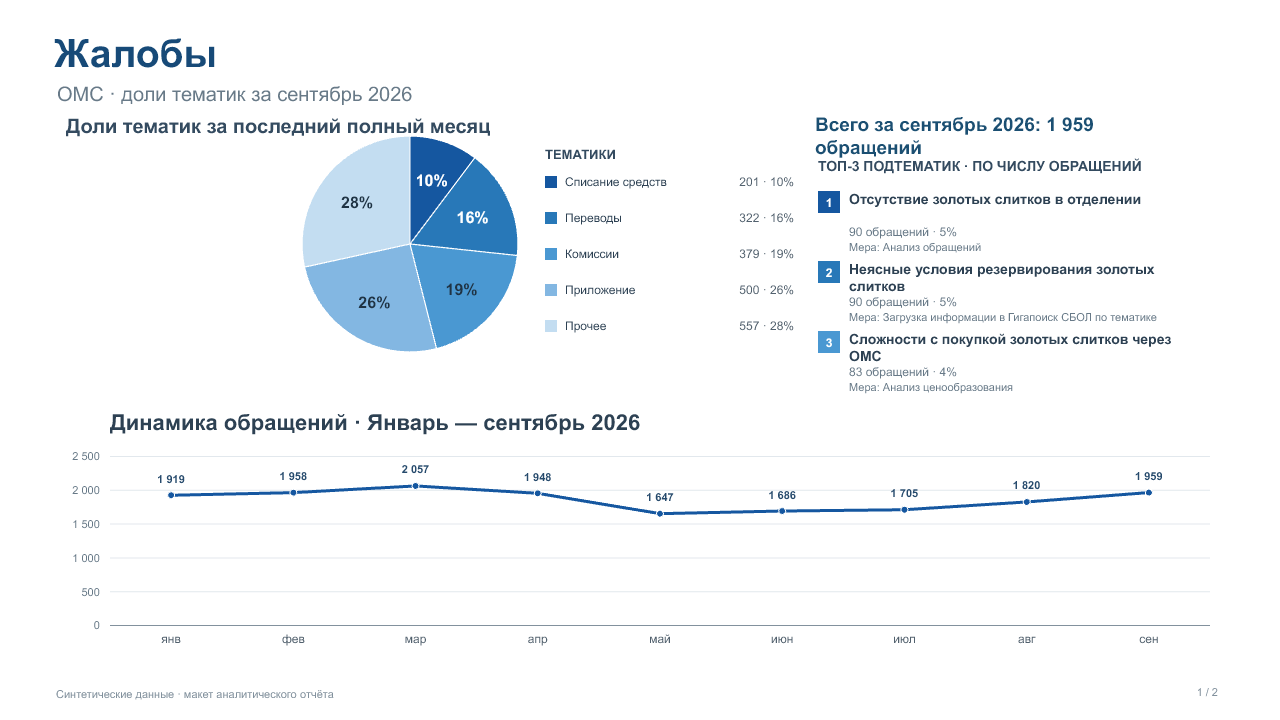 Жалобы
ОМС · доли тематик за сентябрь 2026
Доли тематик за последний полный месяц
10%
16%
19%
26%
28%
ТЕМАТИКИ
Списание средств 201 · 10%
Переводы 322 · 16%
Комиссии 379 · 19%
Приложение 500 · 26%
Прочее 557 · 28%
Всего за сентябрь 2026: 1 959
обращений
ТОП-3 ПОДТЕМАТИК · ПО ЧИСЛУ ОБРАЩЕНИЙ
1 Отсутствие золотых слитков в отделении
90 обращений · 5%
Мера: Анализ обращений
2 Неясные условия резервирования золотых
слитков
90 обращений · 5%
Мера: Загрузка информации в Гигапоиск СБОЛ по тематике
3 Сложности с покупкой золотых слитков через
ОМС
83 обращений · 4%
Мера: Анализ ценообразования
Динамика обращений · Январь — сентябрь 2026
2 500
2 000
1 500
1 000
500
0
1 919 1 958 2 057 1 948 1 647 1 686 1 705 1 820 1 959
янв фев мар апр май июн июл авг сен
Синтетические данные · макет аналитического отчёта
1 / 2